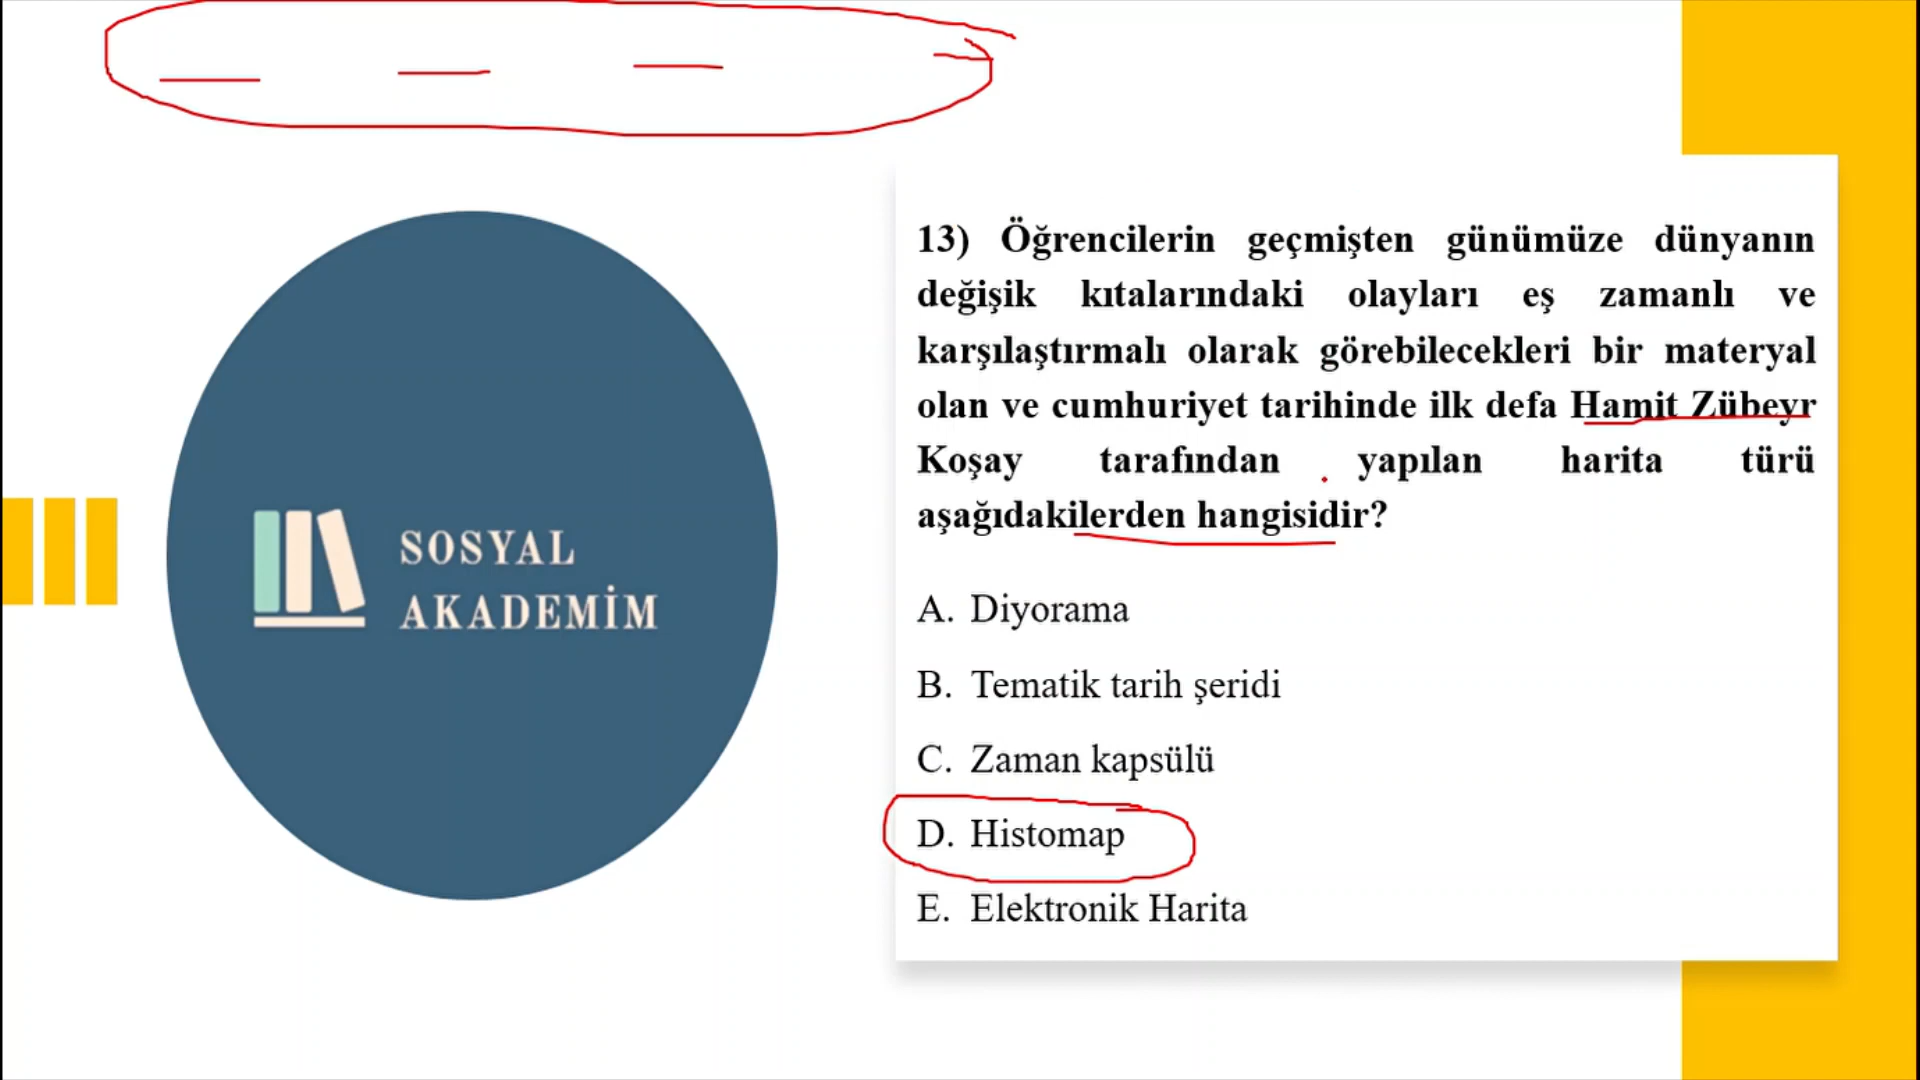 SOSYAL
AKADEMİM
13) Öğrencilerin geçmişten günümüze dünyanın
değişik kıtalarındaki olayları eş zamanlı ve
karşılaştırmalı olarak görebilecekleri bir materyal
olan ve cumhuriyet tarihinde ilk defa Hamit Zübeyr
Koşay tarafından yapılan harita türü
aşağıdakilerden hangisidir?
A. Diyorama
B. Tematik tarih şeridi
C. Zaman kapsülü
D. Histomap
E. Elektronik Harita